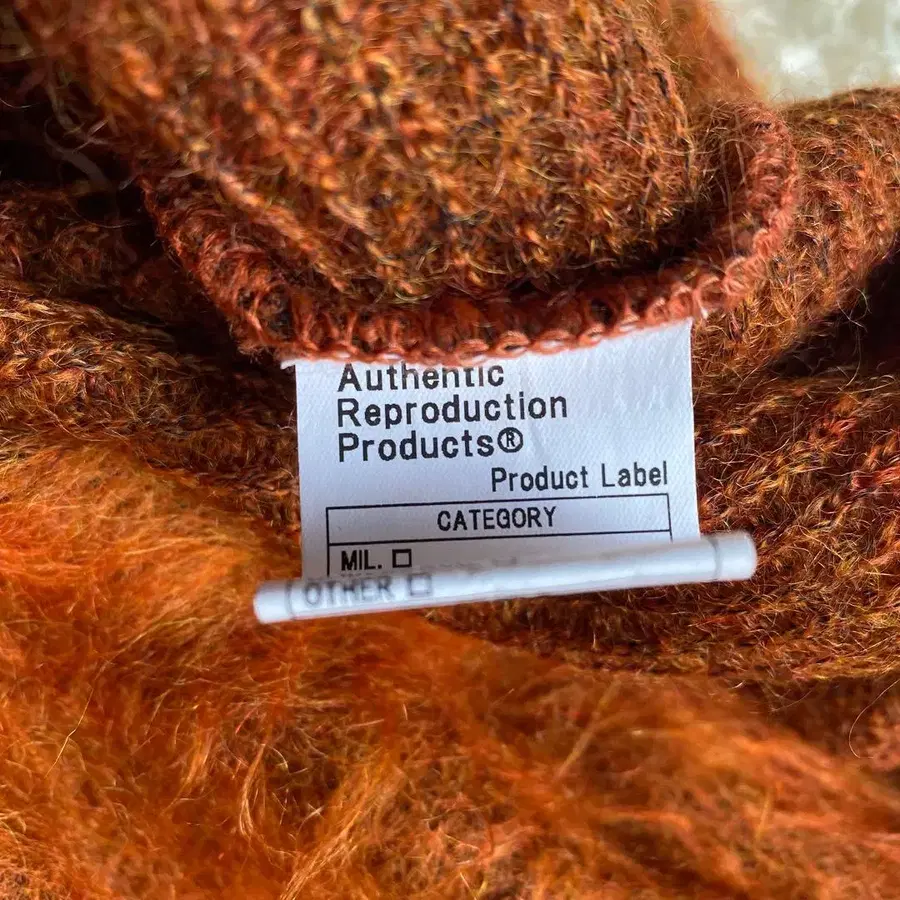 Authentic
Reproduction
Products®
Product Label
CATEGORY
MIL. □
OTHER □